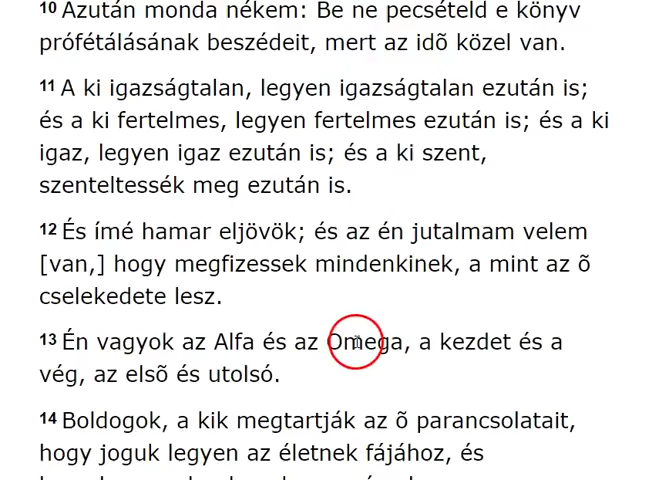 10 Azután monda nékem: Be ne pecsételd e könyv
prófétálásának beszédeit, mert az idõ közel van.
11 A ki igazságtalan, legyen igazságtalan ezután is;
és a ki fertelmes, legyen fertelmes ezután is; és a ki
igaz, legyen igaz ezután is; és a ki szent,
szenteltessék meg ezután is.
12 És ímé hamar eljövök; és az én jutalmam velem
[van,] hogy megfizessek mindenkinek, a mint az õ
cselekedete lesz.
13 Én vagyok az Alfa és az Omega, a kezdet és a
vég, az elsõ és utolsó.
14 Boldogok, a kik megtartják az õ parancsolatait,
hogy joguk legyen az életnek fájához, és